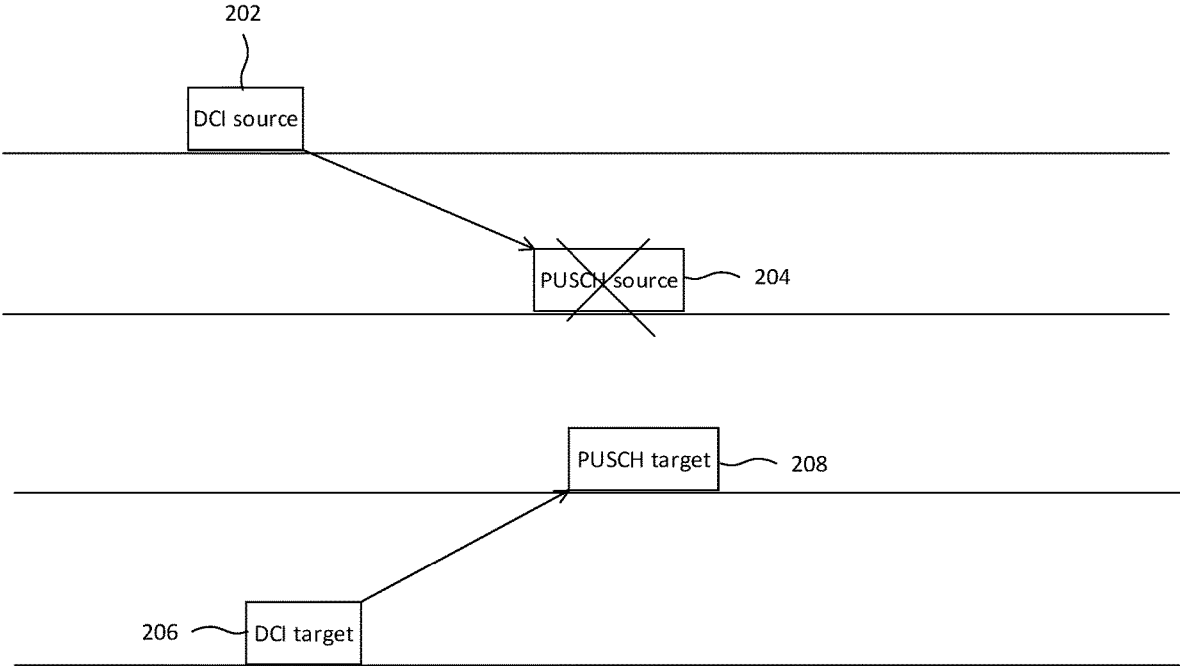 202
DCI source
PUSCH source
204
PUSCH target
208
206
DCI target